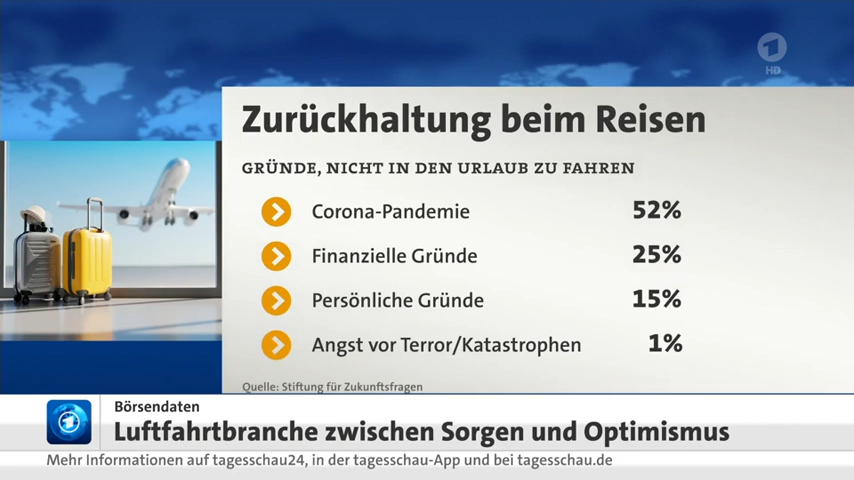 1
HD
Zurückhaltung beim Reisen
GRÜNDE, NICHT IN DEN URLAUB ZU FAHREN
Corona-Pandemie 52%
Finanzielle Gründe 25%
Persönliche Gründe 15%
Angst vor Terror/Katastrophen 1%
Quelle: Stiftung für Zukunftsfragen
Börsendaten
Luftfahrtbranche zwischen Sorgen und Optimismus
Mehr Informationen auf tagesschau24, in der tagesschau-App und bei tagesschau.de